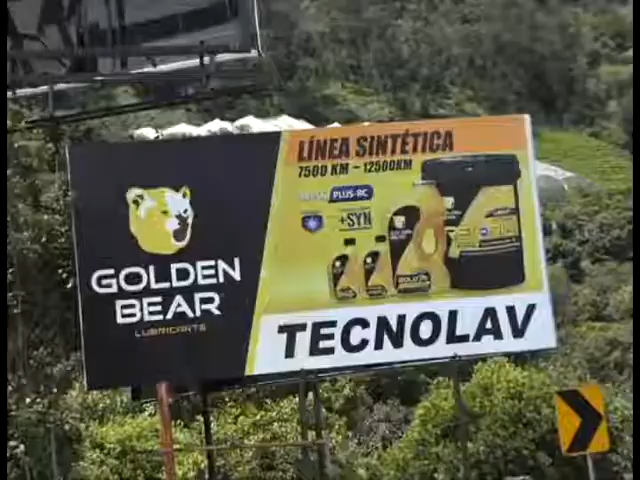 GOLDEN
BEAR
LUBRICANTS
LÍNEA SINTÉTICA
7500 KM - 12500KM
PLUS-RC
+SYN
TECNOLAV